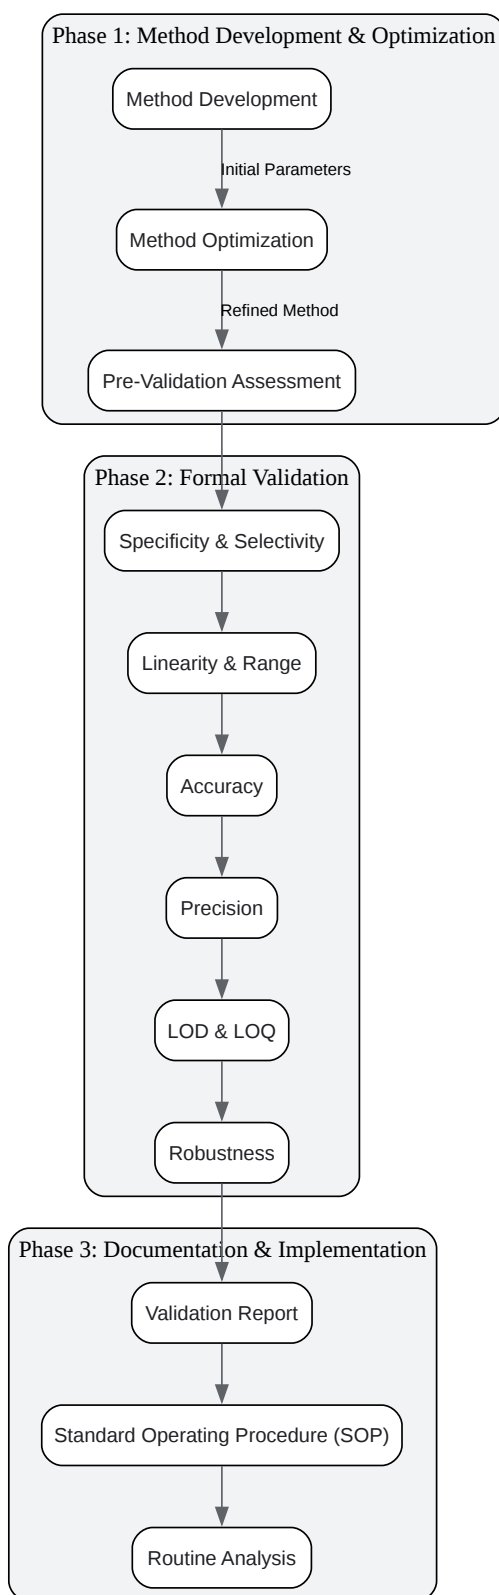 Phase 1: Method Development & Optimization
Method Development
Initial Parameters
Method Optimization
Refined Method
Pre-Validation Assessment
Phase 2: Formal Validation
Specificity & Selectivity
Linearity & Range
Accuracy
Precision
LOD & LOQ
Robustness
Phase 3: Documentation & Implementation
Validation Report
Standard Operating Procedure (SOP)
Routine Analysis